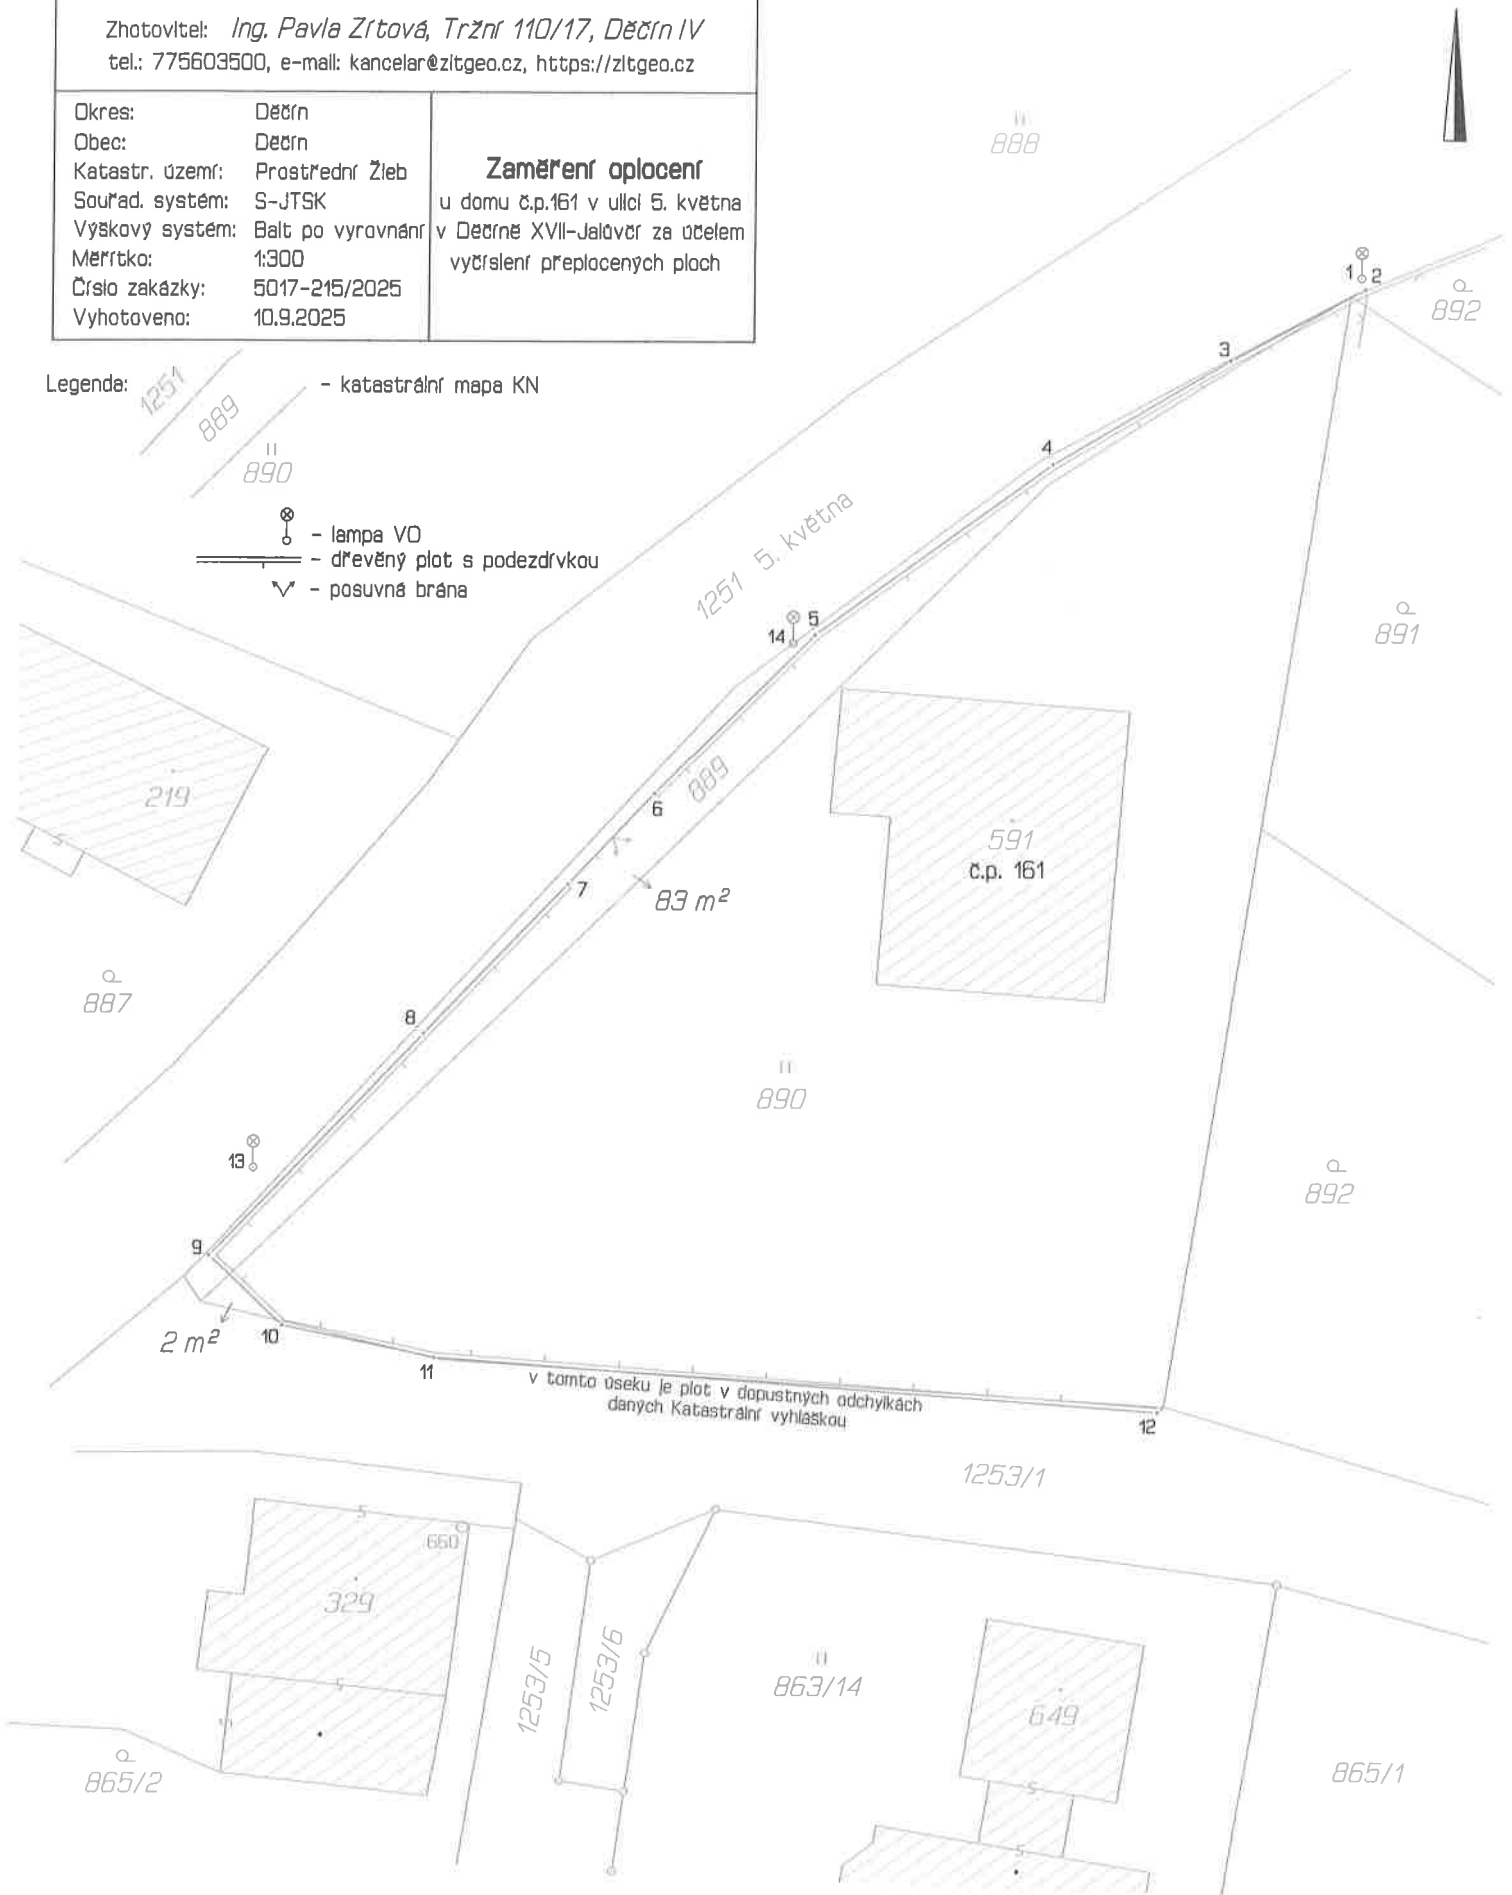 Zhotovitel: Ing. Pavla Zítová, Tržní 110/17, Děčín IV
tel.: 775603500, e-mail: kancelar@zitgeo.cz, https://zitgeo.cz
Okres: Děčín
Obec: Děčín
Katastr. území: Prostřední Žleb
Souřad. systém: S-JTSK
Výškový systém: Balt po vyrovnání
Měřítko: 1:300
Číslo zakázky: 5017-215/2025
Vyhotoveno: 10.9.2025
Zaměření oplocení
u domu č.p.161 v ulici 5. května
v Děčíně XVII-Jalůvčí za účelem
vyčíslení přeplocených ploch
888
1 2
892
3
Legenda:
1251
889
890
- katastrální mapa KN
4
- lampa VO
- dřevěný plot s podezdívkou
- posuvná brána
1251 5. května
14
5
891
219
889
6
591
č.p. 161
7
83 m²
887
8
890
13
892
9
2 m²
10
11
v tomto úseku je plot v dopustných odchylkách
daných Katastrální vyhláškou
12
1253/1
660
329
1253/5
1253/6
863/14
649
865/2
865/1